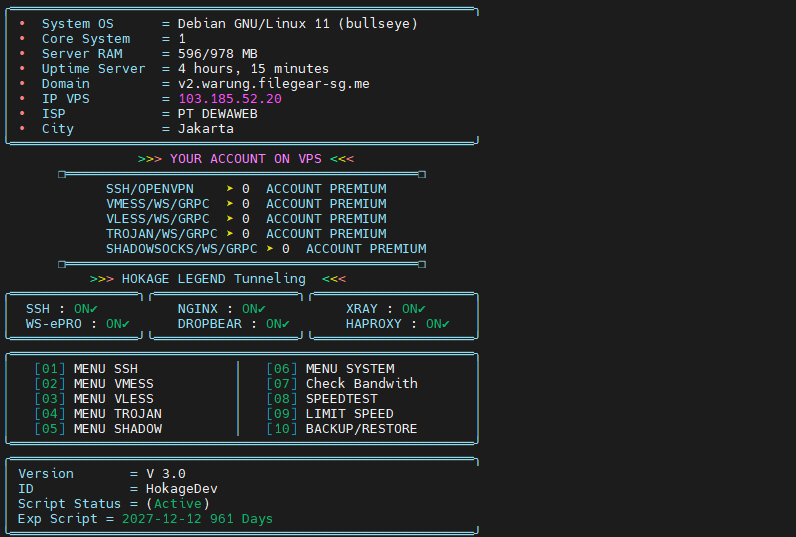 • System OS = Debian GNU/Linux 11 (bullseye)
• Core System = 1
• Server RAM = 596/978 MB
• Uptime Server = 4 hours, 15 minutes
• Domain = v2.warung.filegear-sg.me
• IP VPS = 103.185.52.20
• ISP = PT DEWAWEB
• City = Jakarta
>>> YOUR ACCOUNT ON VPS <<<
SSH/OPENVPN ➤ 0 ACCOUNT PREMIUM
VMESS/WS/GRPC ➤ 0 ACCOUNT PREMIUM
VLESS/WS/GRPC ➤ 0 ACCOUNT PREMIUM
TROJAN/WS/GRPC ➤ 0 ACCOUNT PREMIUM
SHADOWSOCKS/WS/GRPC ➤ 0 ACCOUNT PREMIUM
>>> HOKAGE LEGEND Tunneling <<<
SSH : ON✔ NGINX : ON✔ XRAY : ON✔
WS-ePRO : ON✔ DROPBEAR : ON✔ HAPROXY : ON✔
[01] MENU SSH [06] MENU SYSTEM
[02] MENU VMESS [07] Check Bandwith
[03] MENU VLESS [08] SPEEDTEST
[04] MENU TROJAN [09] LIMIT SPEED
[05] MENU SHADOW [10] BACKUP/RESTORE
Version = V 3.0
ID = HokageDev
Script Status = (Active)
Exp Script = 2027-12-12 961 Days